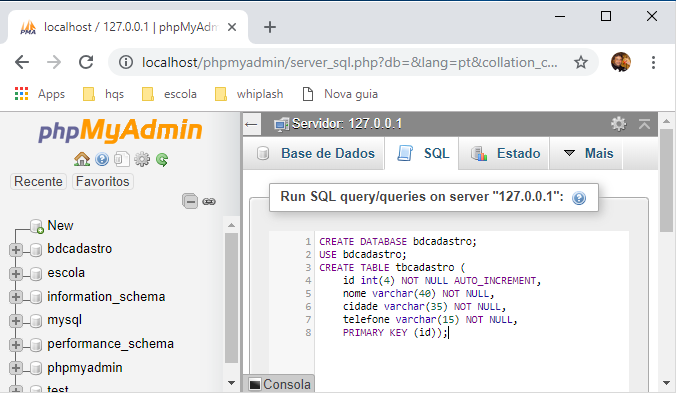 PMA
localhost / 127.0.0.1 | phpMyAdm
localhost/phpmyadmin/server_sql.php?db=&lang=pt&collation_c...
Apps hqs escola whiplash Nova guia
phpMyAdmin
Recente Favoritos
New
bdcadastro
escola
information_schema
mysql
performance_schema
phpmyadmin
test
Servidor: 127.0.0.1
Base de Dados SQL Estado Mais
Run SQL query/queries on server "127.0.0.1":
1 CREATE DATABASE bdcadastro;
2 USE bdcadastro;
3 CREATE TABLE tbcadastro (
4 id int(4) NOT NULL AUTO_INCREMENT,
5 nome varchar(40) NOT NULL,
6 cidade varchar(35) NOT NULL,
7 telefone varchar(15) NOT NULL,
8 PRIMARY KEY (id));
Consola